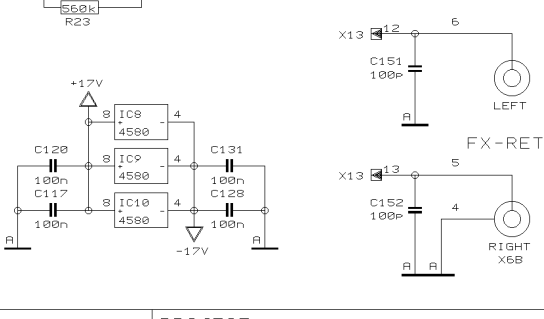 560k
R23
X13 12 6
C151
100p
A
LEFT
FX-RET
+17V
8 IC8 4
+ -
4580
C120 8 IC9 4 C131
+ -
100n 4580 100n
C117 8 IC10 4 C128
+ -
100n 4580 100n
A A
-17V
X13 13 5
C152 4
100p
RIGHT
X6B
A A